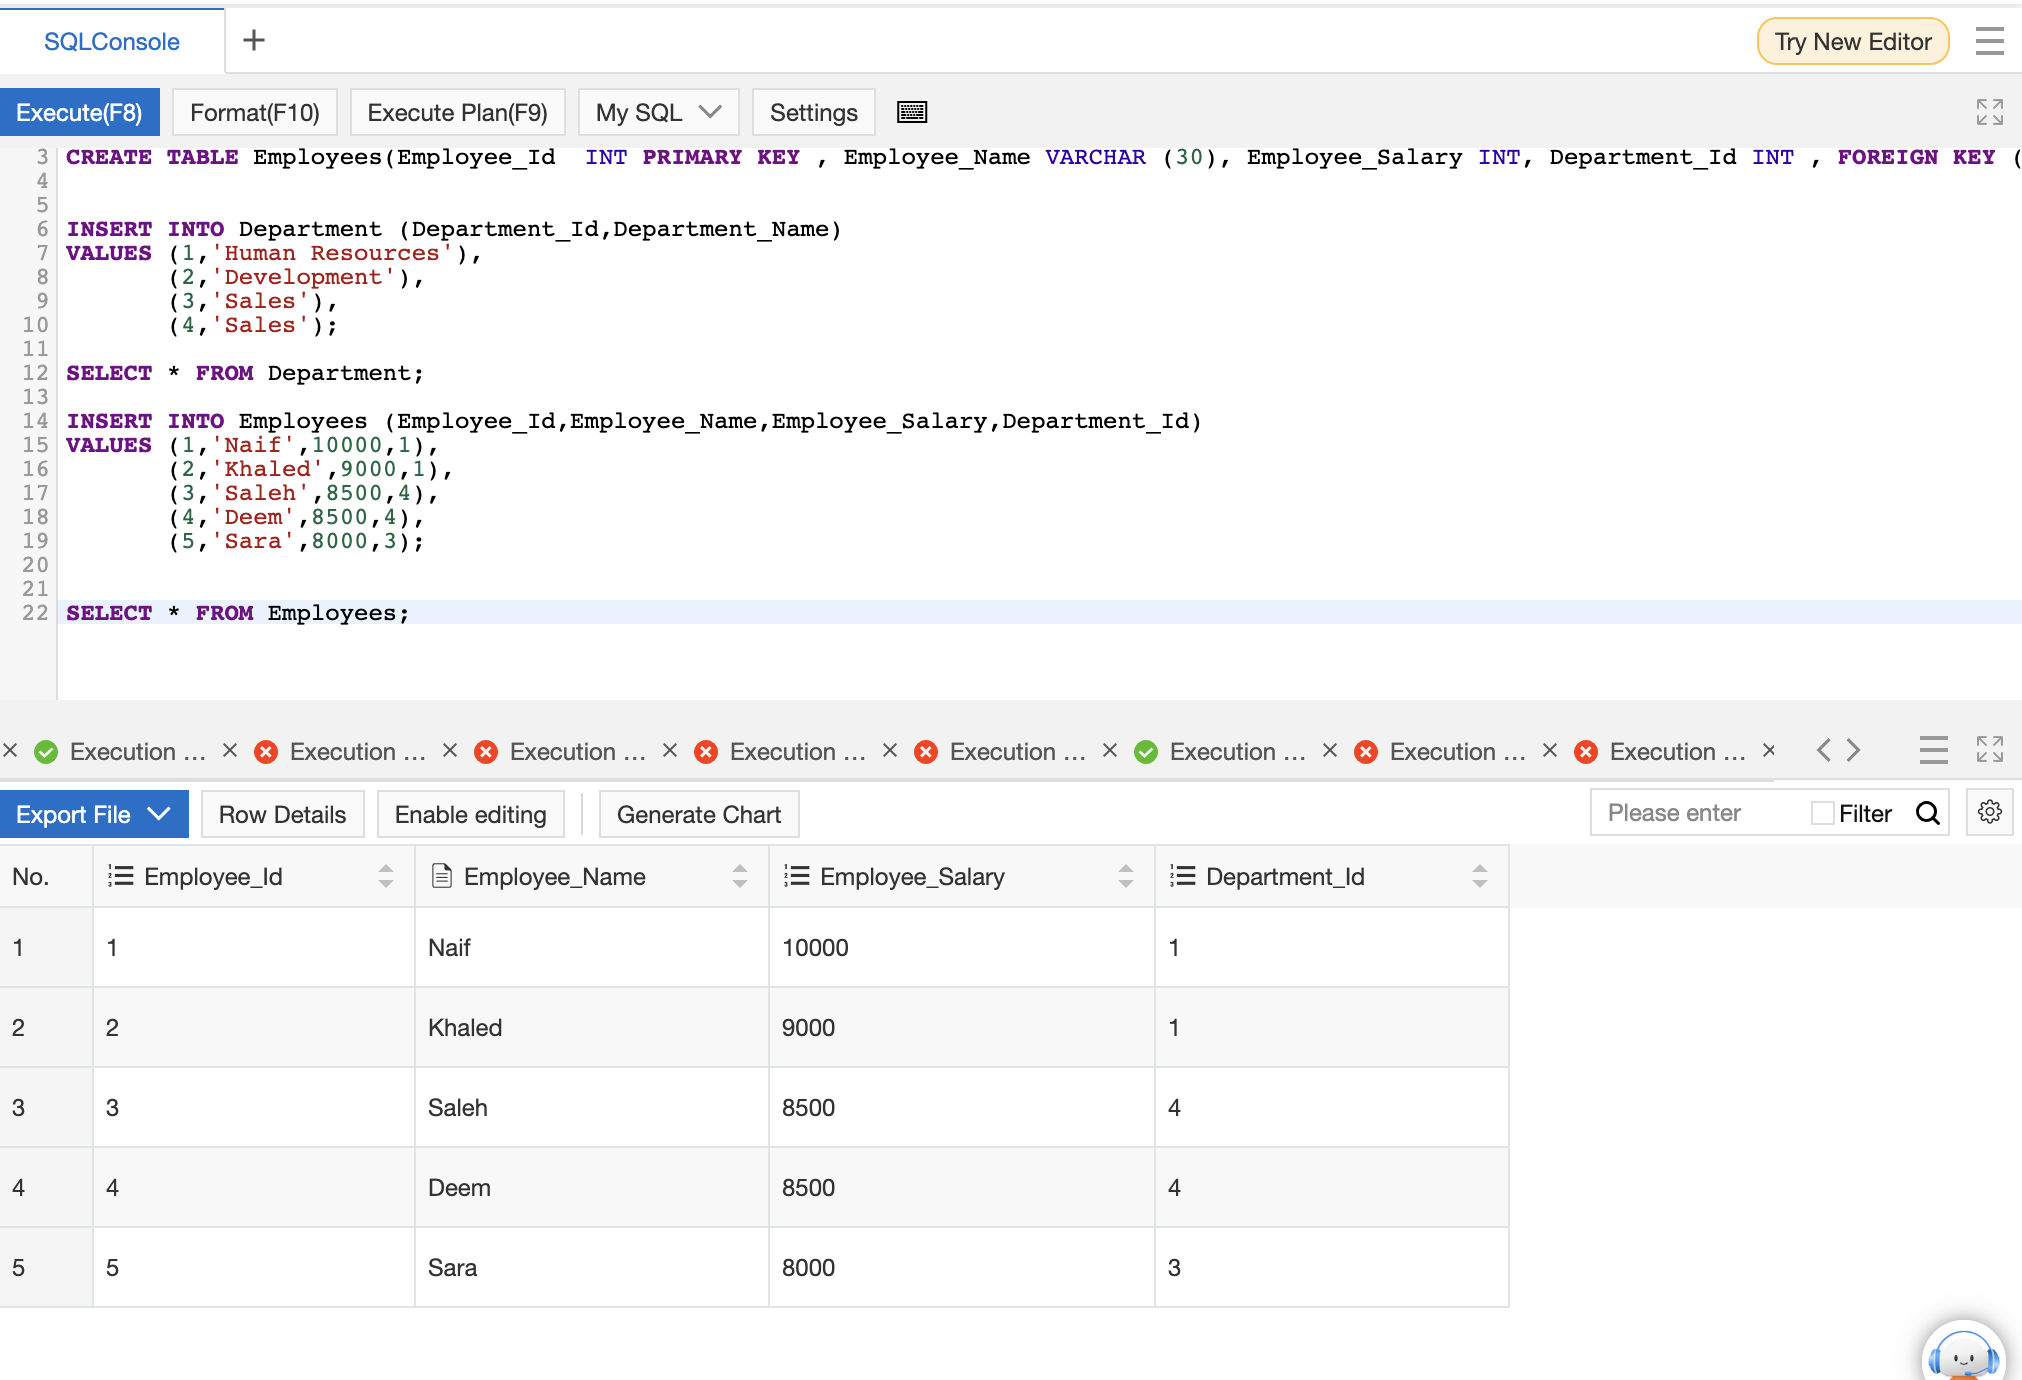 SQLConsole + Try New Editor
Execute(F8) Format(F10) Execute Plan(F9) My SQL Settings
3 CREATE TABLE Employees(Employee_Id  INT PRIMARY KEY , Employee_Name VARCHAR (30), Employee_Salary INT, Department_Id INT , FOREIGN KEY (
4
5
6 INSERT INTO Department (Department_Id,Department_Name)
7 VALUES (1,'Human Resources'),
8 (2,'Development'),
9 (3,'Sales'),
10 (4,'Sales');
11
12 SELECT * FROM Department;
13
14 INSERT INTO Employees (Employee_Id,Employee_Name,Employee_Salary,Department_Id)
15 VALUES (1,'Naif',10000,1),
16 (2,'Khaled',9000,1),
17 (3,'Saleh',8500,4),
18 (4,'Deem',8500,4),
19 (5,'Sara',8000,3);
20
21
22 SELECT * FROM Employees;
Execution ... Execution ... Execution ... Execution ... Execution ... Execution ... Execution ... Execution ...
Export File Row Details Enable editing Generate Chart Please enter Filter
No. Employee_Id Employee_Name Employee_Salary Department_Id
1 1 Naif 10000 1
2 2 Khaled 9000 1
3 3 Saleh 8500 4
4 4 Deem 8500 4
5 5 Sara 8000 3